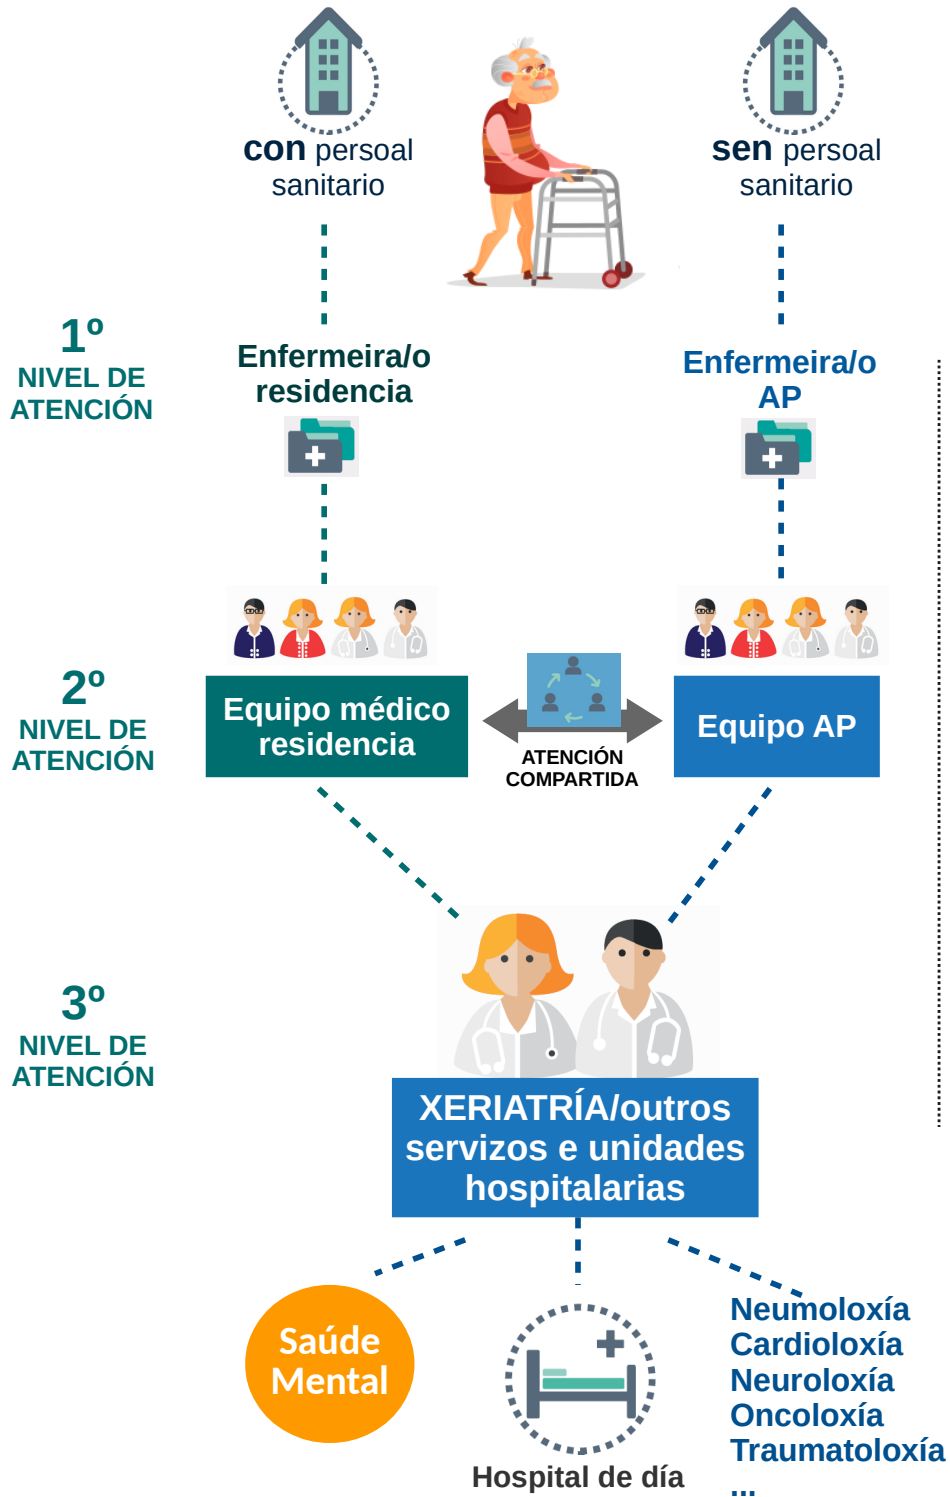 con persoal
sanitario
sen persoal
sanitario
1º
NIVEL DE
ATENCIÓN
Enfermeira/o
residencia
Enfermeira/o
AP
2º
NIVEL DE
ATENCIÓN
Equipo médico
residencia
ATENCIÓN
COMPARTIDA
Equipo AP
3º
NIVEL DE
ATENCIÓN
XERIATRÍA/outros
servizos e unidades
hospitalarias
Saúde
Mental
Hospital de día
Neumoloxía
Cardioloxía
Neuroloxía
Oncoloxía
Traumatoloxía
...